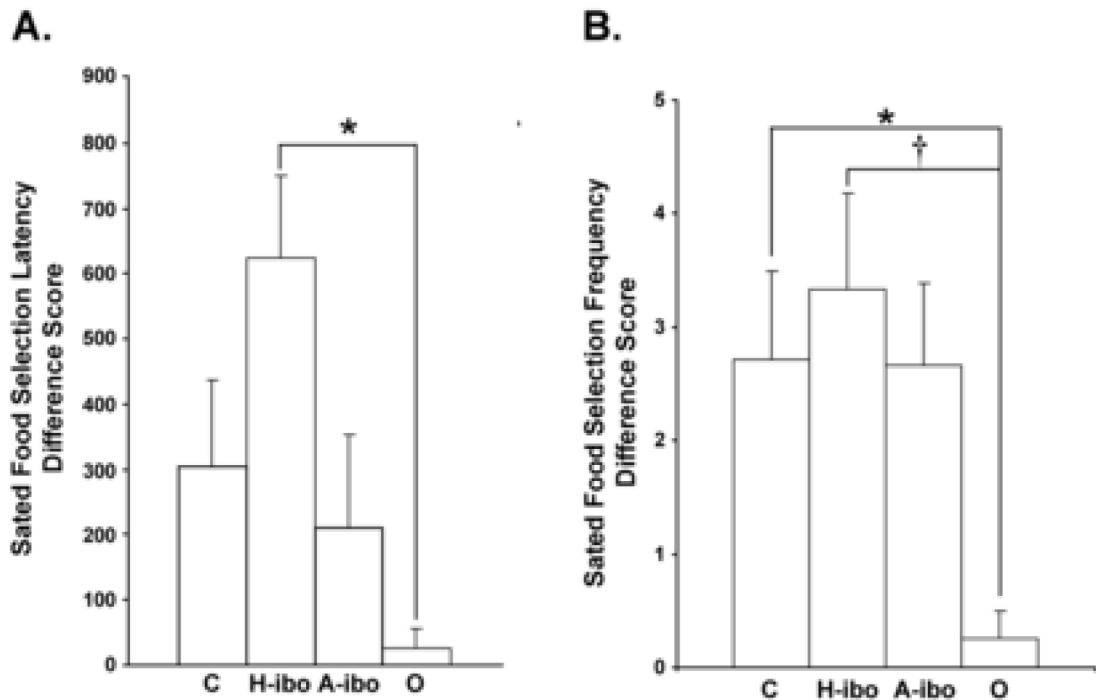 A.
Sated Food Selection Latency
Difference Score
900
800
700
600
500
400
300
200
100
0
*
C H-ibo A-ibo O
B.
Sated Food Selection Frequency
Difference Score
5
4
3
2
1
0
*
†
C H-ibo A-ibo O